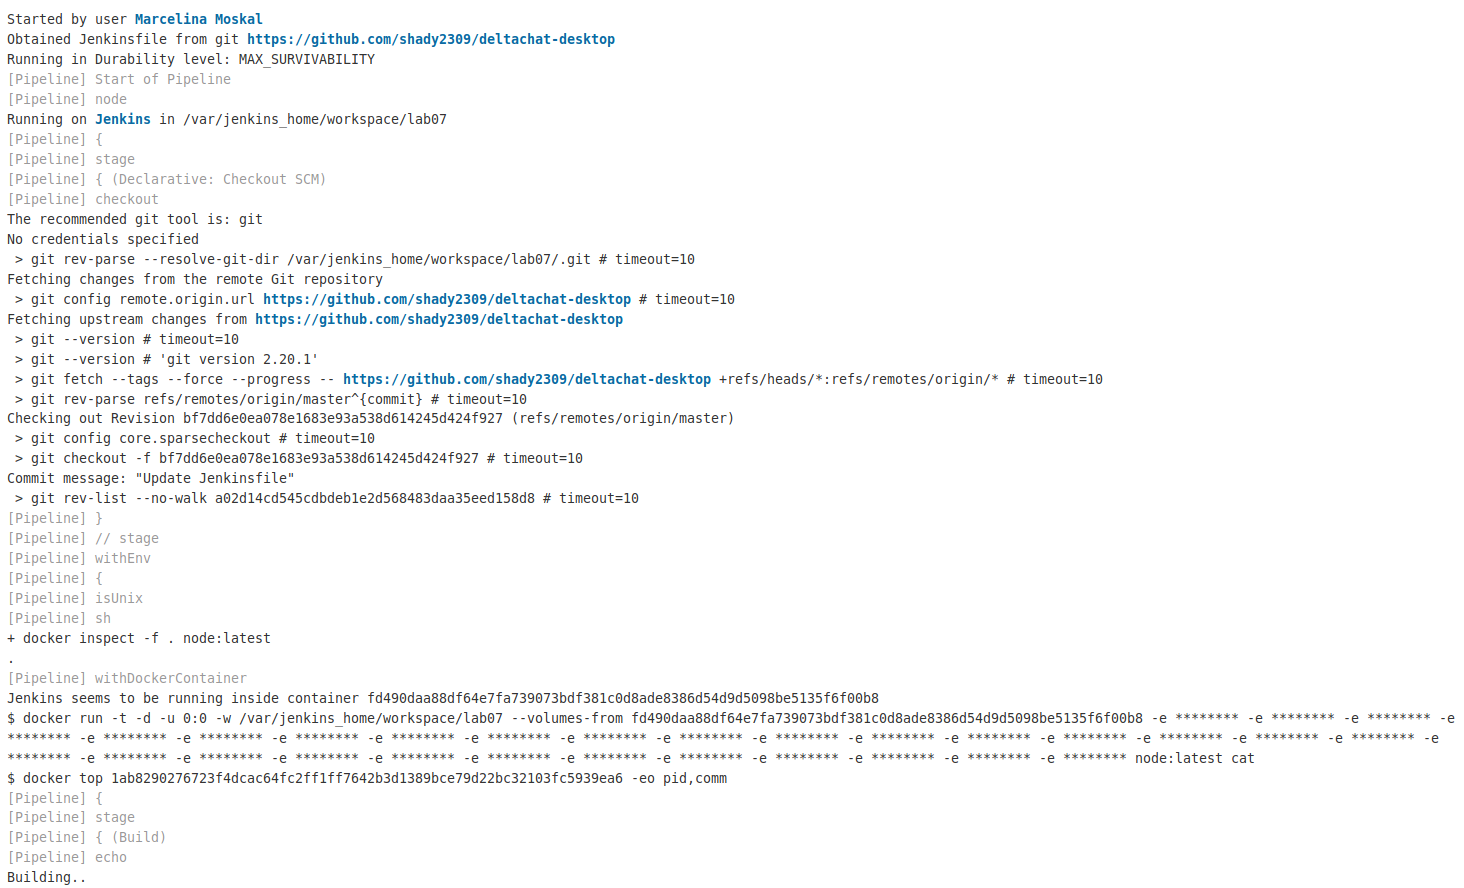 Started by user Marcelina Moskal
Obtained Jenkinsfile from git https://github.com/shady2309/deltachat-desktop
Running in Durability level: MAX_SURVIVABILITY
[Pipeline] Start of Pipeline
[Pipeline] node
Running on Jenkins in /var/jenkins_home/workspace/lab07
[Pipeline] {
[Pipeline] stage
[Pipeline] { (Declarative: Checkout SCM)
[Pipeline] checkout
The recommended git tool is: git
No credentials specified
 > git rev-parse --resolve-git-dir /var/jenkins_home/workspace/lab07/.git # timeout=10
Fetching changes from the remote Git repository
 > git config remote.origin.url https://github.com/shady2309/deltachat-desktop # timeout=10
Fetching upstream changes from https://github.com/shady2309/deltachat-desktop
 > git --version # timeout=10
 > git --version # 'git version 2.20.1'
 > git fetch --tags --force --progress -- https://github.com/shady2309/deltachat-desktop +refs/heads/*:refs/remotes/origin/* # timeout=10
 > git rev-parse refs/remotes/origin/master^{commit} # timeout=10
Checking out Revision bf7dd6e0ea078e1683e93a538d614245d424f927 (refs/remotes/origin/master)
 > git config core.sparsecheckout # timeout=10
 > git checkout -f bf7dd6e0ea078e1683e93a538d614245d424f927 # timeout=10
Commit message: "Update Jenkinsfile"
 > git rev-list --no-walk a02d14cd545cdbdeb1e2d568483daa35eed158d8 # timeout=10
[Pipeline] }
[Pipeline] // stage
[Pipeline] withEnv
[Pipeline] {
[Pipeline] isUnix
[Pipeline] sh
+ docker inspect -f . node:latest
.
[Pipeline] withDockerContainer
Jenkins seems to be running inside container fd490daa88df64e7fa739073bdf381c0d8ade8386d54d9d5098be5135f6f00b8
$ docker run -t -d -u 0:0 -w /var/jenkins_home/workspace/lab07 --volumes-from fd490daa88df64e7fa739073bdf381c0d8ade8386d54d9d5098be5135f6f00b8 -e ******** -e ******** -e ******** -e
******** -e ******** -e ******** -e ******** -e ******** -e ******** -e ******** -e ******** -e ******** -e ******** -e ******** -e ******** -e ******** -e ******** -e ******** -e
******** -e ******** -e ******** -e ******** -e ******** -e ******** -e ******** -e ******** -e ******** -e ******** -e ******** -e ******** node:latest cat
$ docker top 1ab8290276723f4dcac64fc2ff1ff7642b3d1389bce79d22bc32103fc5939ea6 -eo pid,comm
[Pipeline] {
[Pipeline] stage
[Pipeline] { (Build)
[Pipeline] echo
Building..